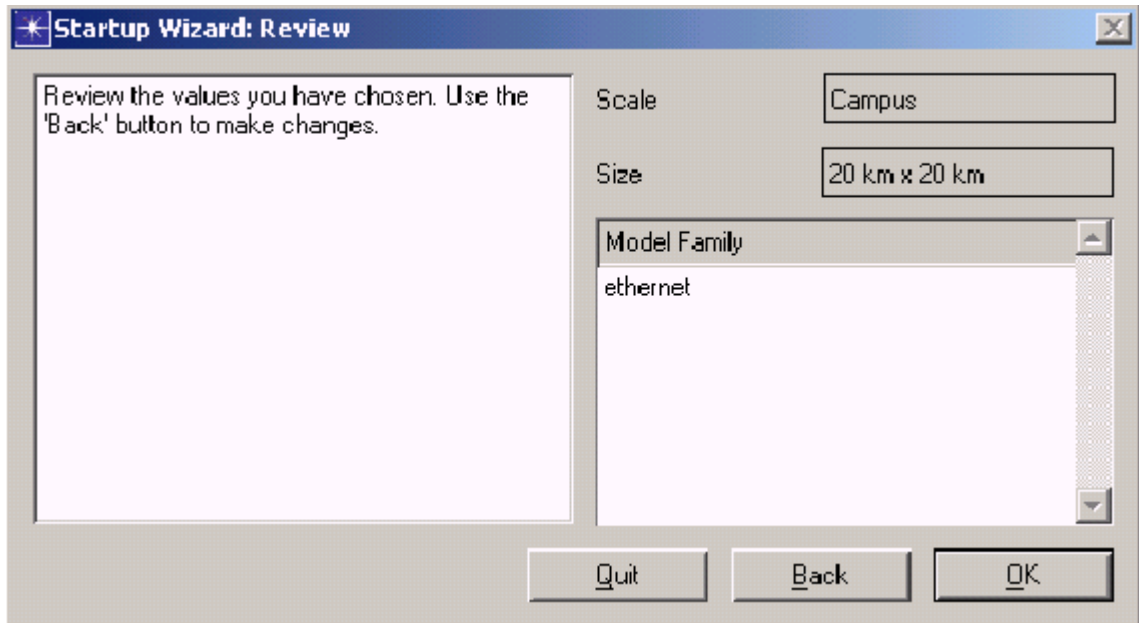 Startup Wizard: Review
Review the values you have chosen. Use the
'Back' button to make changes.
Scale
Campus
Size
20 km x 20 km
Model Family
ethernet
Quit
Back
OK